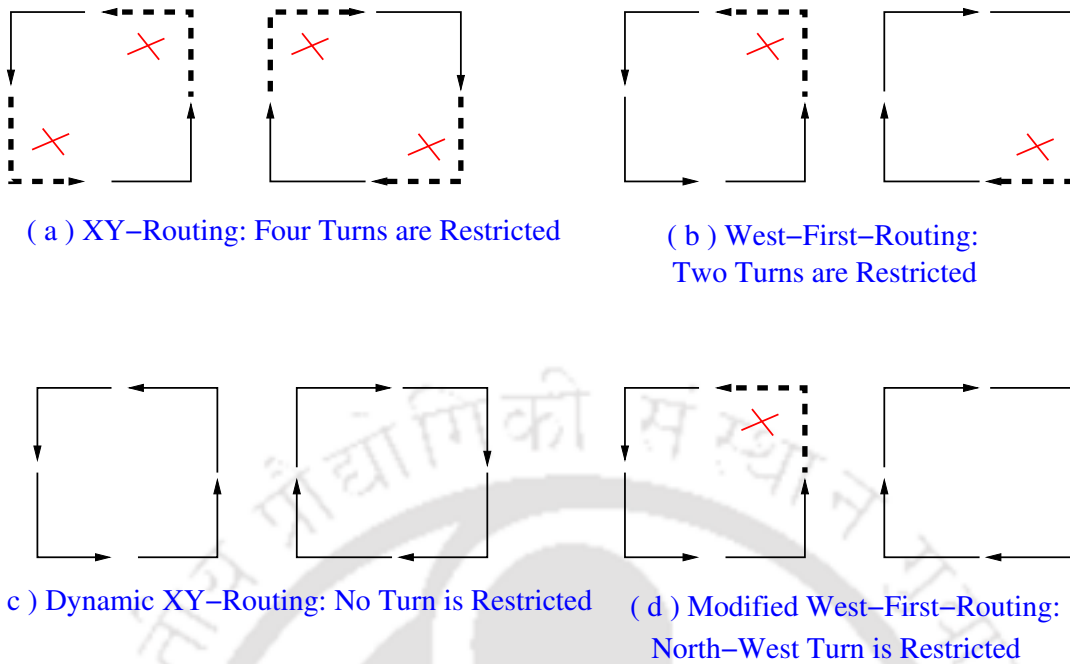 ( a ) XY−Routing: Four Turns are Restricted
( b ) West−First−Routing:
Two Turns are Restricted
c ) Dynamic XY−Routing: No Turn is Restricted
( d ) Modified West−First−Routing:
North−West Turn is Restricted